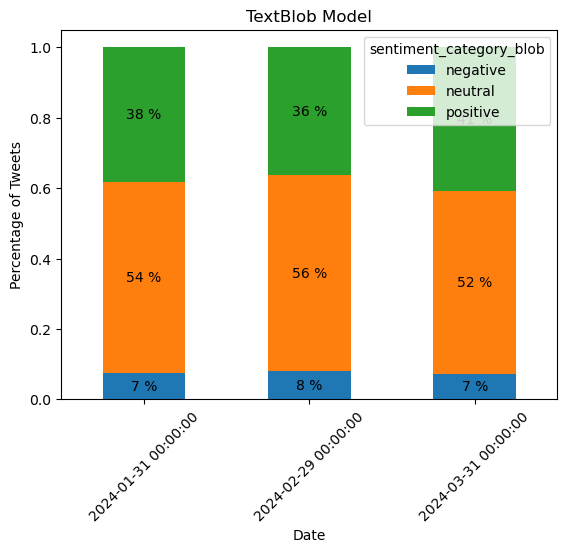 TextBlob Model
sentiment_category_blob
negative
neutral
positive
1.0
0.8
0.6
0.4
0.2
0.0
Percentage of Tweets
38 %
36 %
41 %
54 %
56 %
52 %
7 %
8 %
7 %
2024-01-31 00:00:00
2024-02-29 00:00:00
2024-03-31 00:00:00
Date